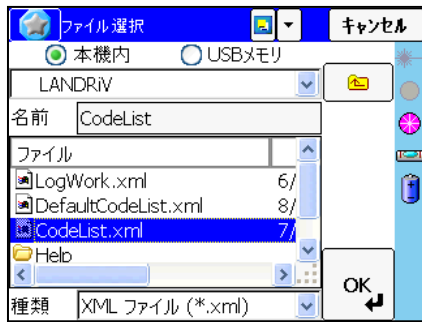 ファイル選択
キャンセル
本機内 USBメモリ
LANDRiV
名前 CodeList
ファイル
LogWork.xml 6/
DefaultCodeList.xml 8/
CodeList.xml 7/
Help
種類 XML ファイル (*.xml)
OK